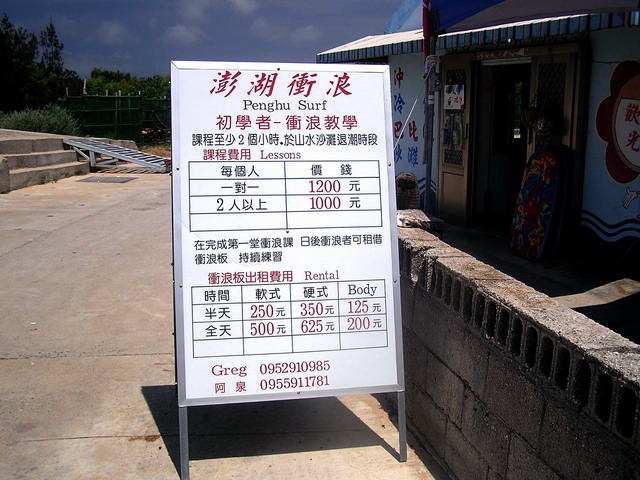 澎湖衝浪
Penghu Surf
初學者-衝浪教學
課程至少2個小時.於山水沙灘退潮時段
課程費用 Lessons
每個人 價錢
一對一 1200 元
2 人以上 1000 元
在完成第一堂衝浪課 日後衝浪者可租借
衝浪板 持續練習
衝浪板出租費用 Rental
時間 軟式 硬式 Body
半天 250元 350元 125元
全天 500元 625元 200元
Greg 0952910985
阿泉 0955911781
沖
冷